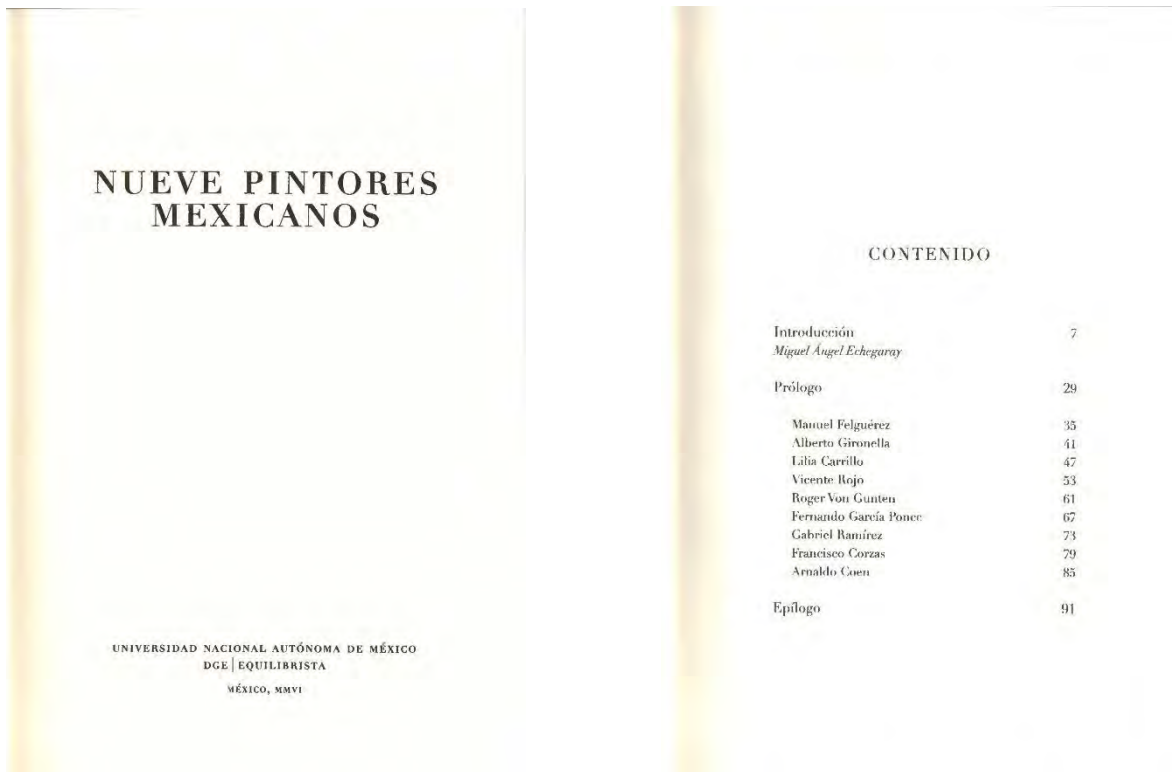 NUEVE PINTORES
MEXICANOS
UNIVERSIDAD NACIONAL AUTÓNOMA DE MÉXICO
DGE | EQUILIBRISTA
MÉXICO, MMVI
CONTENIDO
Introducción 7
Miguel Ángel Echegaray
Prólogo 29
Manuel Felguérez 35
Alberto Gironella 41
Lilia Carrillo 47
Vicente Rojo 53
Roger Von Gunten 61
Fernando García Ponce 67
Gabriel Ramírez 73
Francisco Corzas 79
Arnaldo Coen 85
Epílogo 91